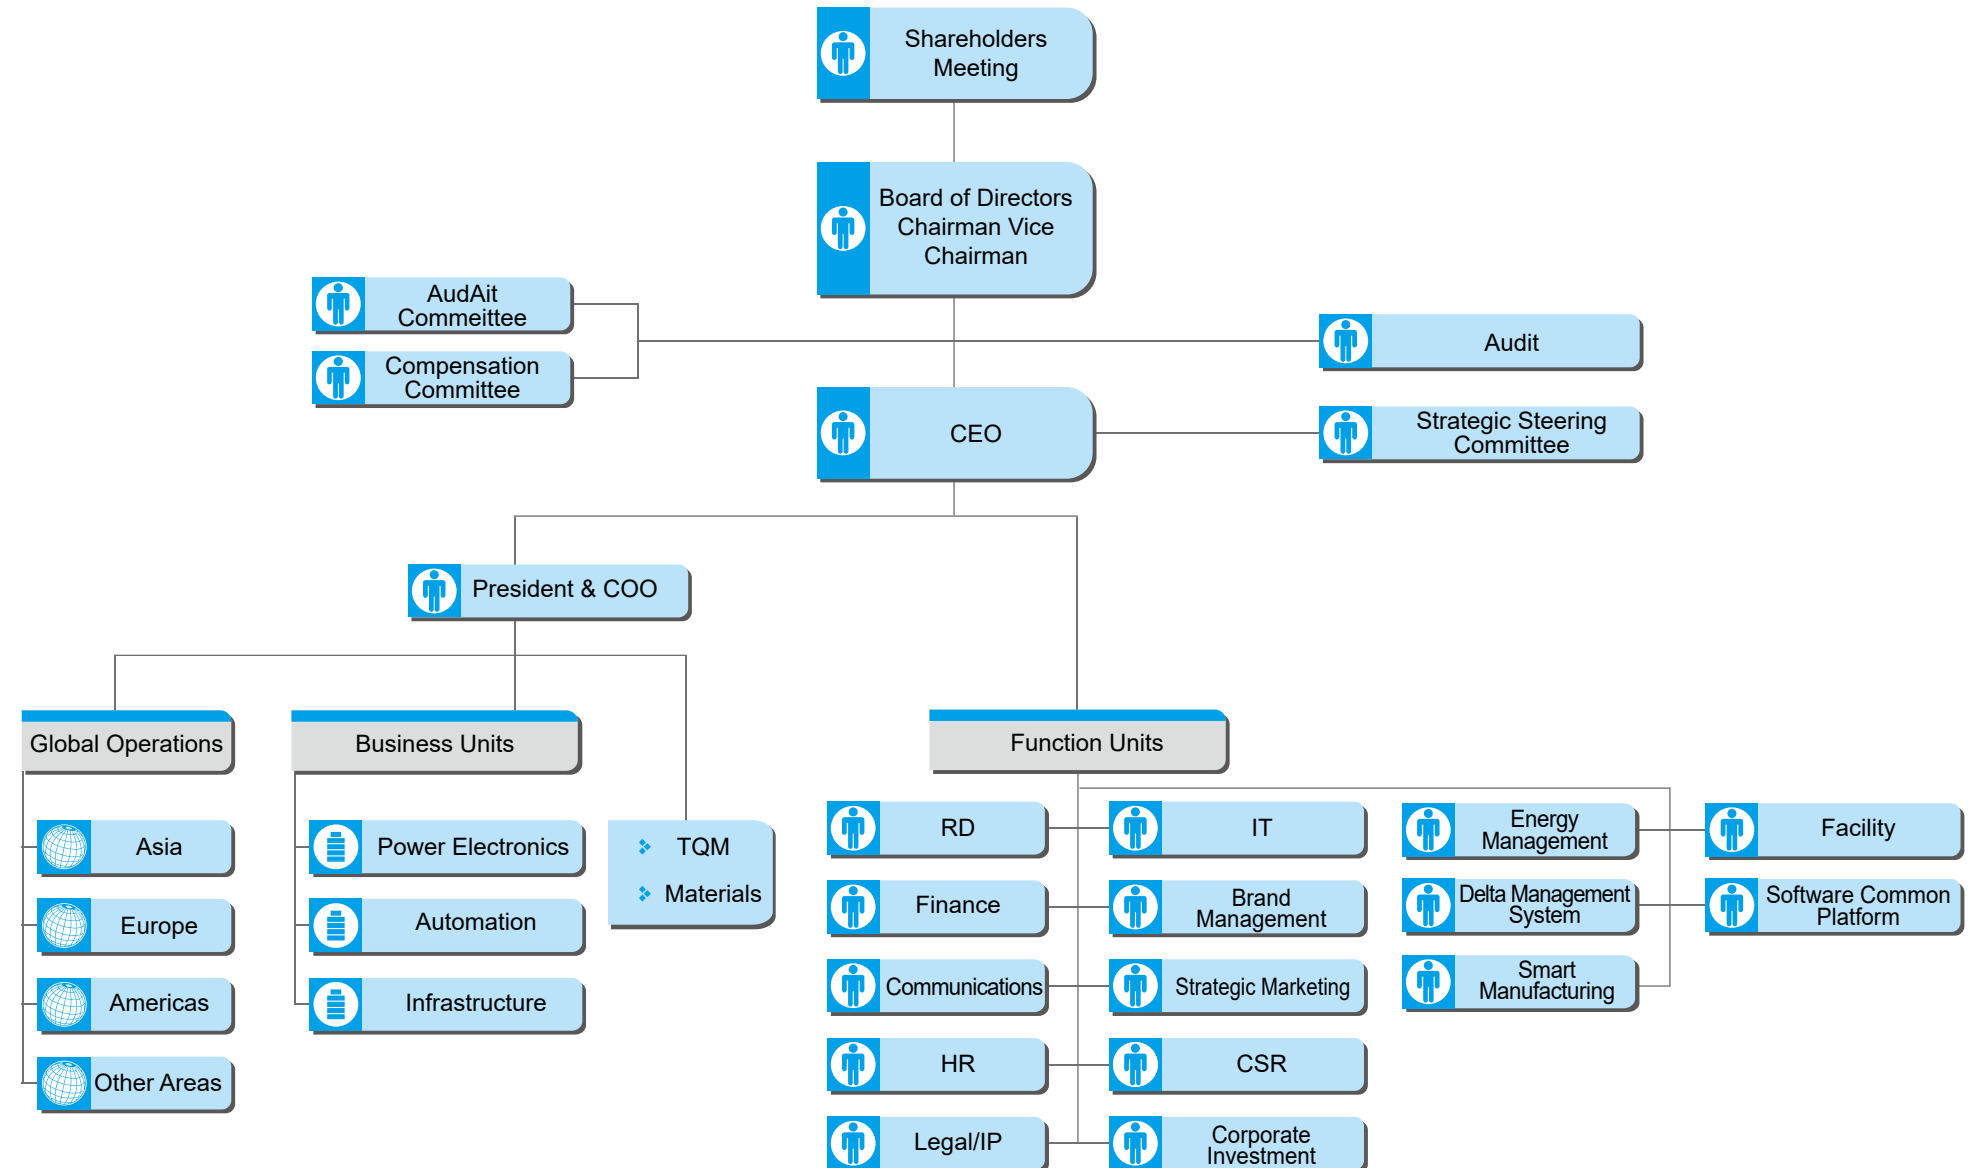 Shareholders
Meeting
Board of Directors
Chairman Vice
Chairman
AudAit
Commeittee
Compensation
Committee
Audit
CEO
Strategic Steering
Committee
President & COO
Global Operations
Business Units
Function Units
Asia
Europe
Americas
Other Areas
Power Electronics
Automation
Infrastructure
TQM
Materials
RD
IT
Finance
Brand
Management
Communications
Strategic Marketing
HR
CSR
Legal/IP
Corporate
Investment
Energy
Management
Facility
Delta Management
System
Software Common
Platform
Smart
Manufacturing